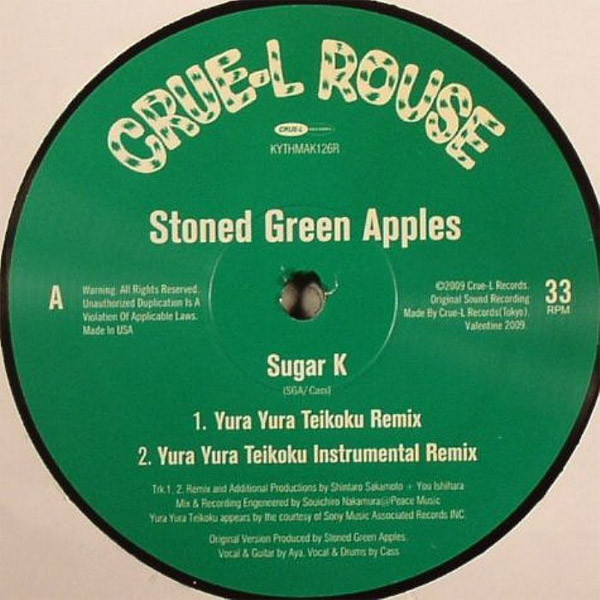 CRUE-L ROUSE
CRUE-L RECORDS
KYTHMAK126R
Stoned Green Apples
A
Warning. All Rights Reserved.
Unauthorized Duplication Is A
Violation Of Applicable Laws.
Made In USA
©2009 Crue-L Records.
Original Sound Recording
Made By Crue-L Records(Tokyo).
Valentine 2009.
33
RPM
Sugar K
(SGA/Cass)
1. Yura Yura Teikoku Remix
2. Yura Yura Teikoku Instrumental Remix
Trk.1, 2. Remix and Additional Productions by Shintaro Sakamoto + You Ishihara
Mix & Recording Engeneered by Souichiro Nakamura@Peace Music
Yura Yura Teikoku appears by the courtesy of Sony Music Associated Records INC.
Original Version Produced by Stoned Green Apples.
Vocal & Guitar by Aya, Vocal & Drums by Cass